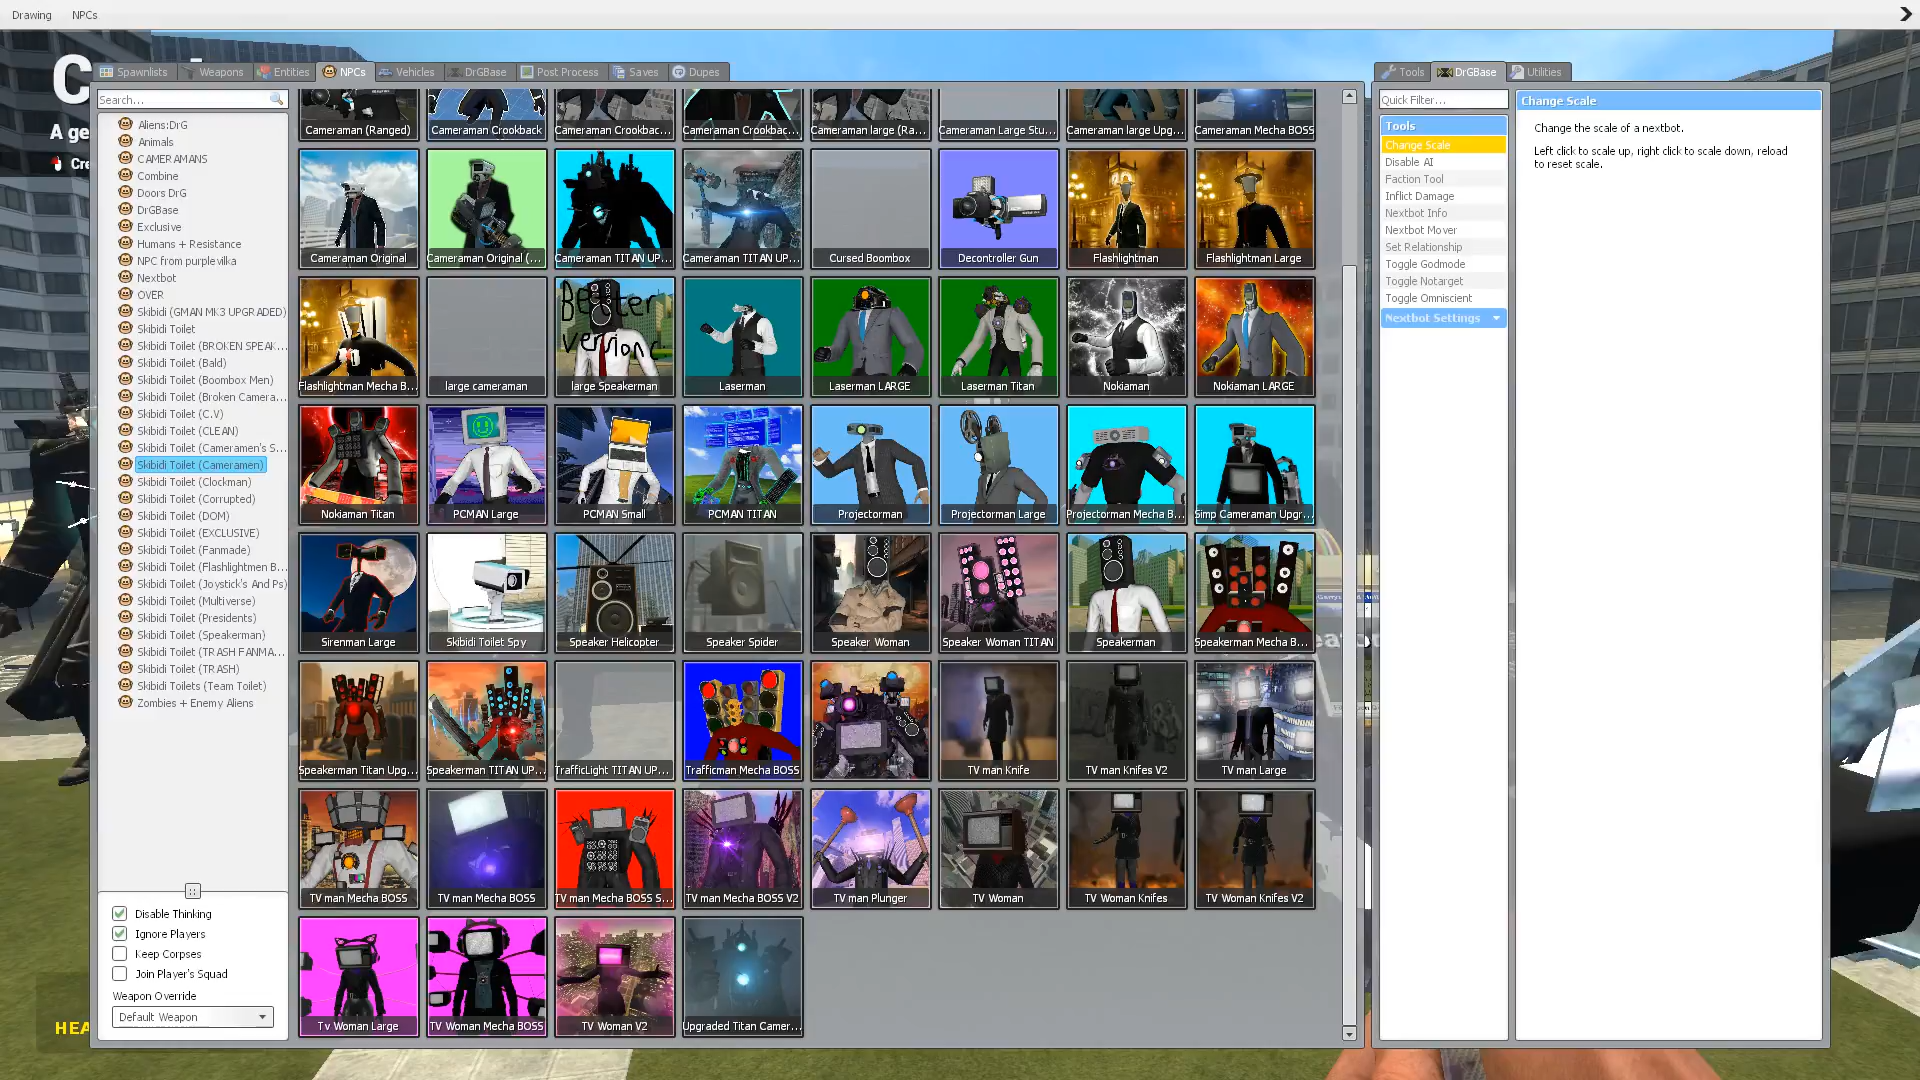 Drawing NPCs
C
A ge
Cre
HEA
Spawnlists Weapons Entities NPCs Vehicles DrGBase Post Process Saves Dupes
Search...
Aliens:DrG
Animals
CAMERAMANS
Combine
Doors DrG
DrGBase
Exclusive
Humans + Resistance
NPC from purplevilka
Nextbot
OVER
Skibidi (GMAN MK3 UPGRADED)
Skibidi Toilet
Skibidi Toilet (BROKEN SPEAK...
Skibidi Toilet (Bald)
Skibidi Toilet (Boombox Men)
Skibidi Toilet (Broken Camera...
Skibidi Toilet (C.V)
Skibidi Toilet (CLEAN)
Skibidi Toilet (Cameramen's S...
Skibidi Toilet (Cameramen)
Skibidi Toilet (Clockman)
Skibidi Toilet (Corrupted)
Skibidi Toilet (DOM)
Skibidi Toilet (EXCLUSIVE)
Skibidi Toilet (Fanmade)
Skibidi Toilet (Flashlightmen B...
Skibidi Toilet (Joystick's And Ps)
Skibidi Toilet (Multiverse)
Skibidi Toilet (Presidents)
Skibidi Toilet (Speakerman)
Skibidi Toilet (TRASH FANMA...
Skibidi Toilet (TRASH)
Skibidi Toilets (Team Toilet)
Zombies + Enemy Aliens
Disable Thinking
Ignore Players
Keep Corpses
Join Player's Squad
Weapon Override
Default Weapon
Cameraman (Ranged) Cameraman Crookback Cameraman Crookbac... Cameraman Crookbac... Cameraman large (Ra... Cameraman Large Stu... Cameraman large Upg... Cameraman Mecha BOSS
Cameraman Original Cameraman Original (... Cameraman TITAN UP... Cameraman TITAN UP... Cursed Boombox Decontroller Gun Flashlightman Flashlightman Large
Better
version
Flashlightman Mecha B... large cameraman large Speakerman Laserman Laserman LARGE Laserman Titan Nokiaman Nokiaman LARGE
Nokiaman Titan PCMAN Large PCMAN Small PCMAN TITAN Projectorman Projectorman Large Projectorman Mecha B... Simp Cameraman Upgr...
Sirenman Large Skibidi Toilet Spy Speaker Helicopter Speaker Spider Speaker Woman Speaker Woman TITAN Speakerman Speakerman Mecha B...
Speakerman Titan Upg... Speakerman TITAN UP... TrafficLight TITAN UP... Trafficman Mecha BOSS TV man Knife TV man Knifes V2 TV man Large
TV man Mecha BOSS TV man Mecha BOSS TV man Mecha BOSS S... TV man Mecha BOSS V2 TV man Plunger TV Woman TV Woman Knifes TV Woman Knifes V2
Tv Woman Large TV Woman Mecha BOSS TV Woman V2 Upgraded Titan Camer...
Tools DrGBase Utilities
Quick Filter...
Tools
Change Scale
Disable AI
Faction Tool
Inflict Damage
Nextbot Info
Nextbot Mover
Set Relationship
Toggle Godmode
Toggle Notarget
Toggle Omniscient
Nextbot Settings
Change Scale
Change the scale of a nextbot.
Left click to scale up, right click to scale down, reload
to reset scale.